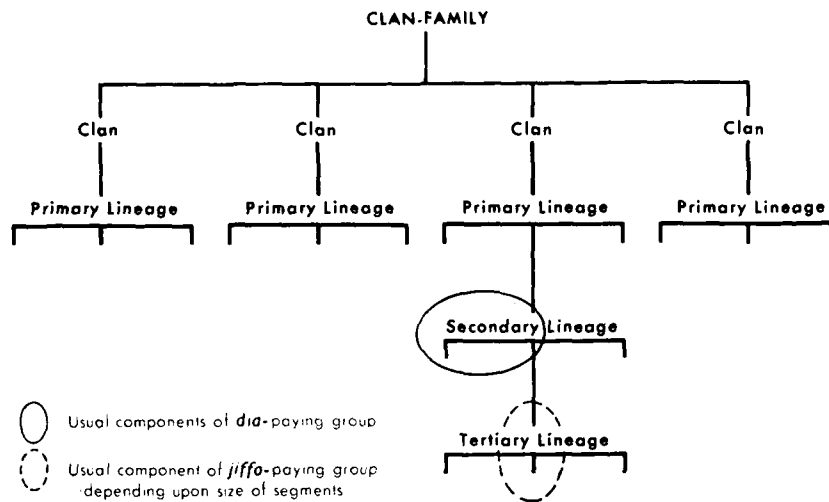 CLAN-FAMILY
Clan Clan Clan Clan
Primary Lineage Primary Lineage Primary Lineage Primary Lineage
Secondary Lineage
Usual components of dia-paying group
Tertiary Lineage
Usual component of jiffo-paying group
depending upon size of segments